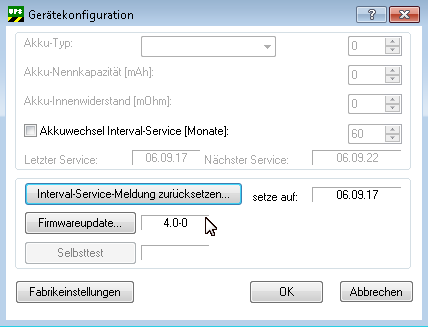 UPS Gerätekonfiguration
Akku-Typ: 0
Akku-Nennkapazität [mAh]: 0
Akku-Innenwiderstand [mOhm]: 0
Akkuwechsel Interval-Service [Monate]: 60
Letzter Service: 06.09.17 Nächster Service: 06.09.22
Interval-Service-Meldung zurücksetzen... setze auf: 06.09.17
Firmwareupdate... 4.0-0
Selbsttest
Fabrikeinstellungen OK Abbrechen